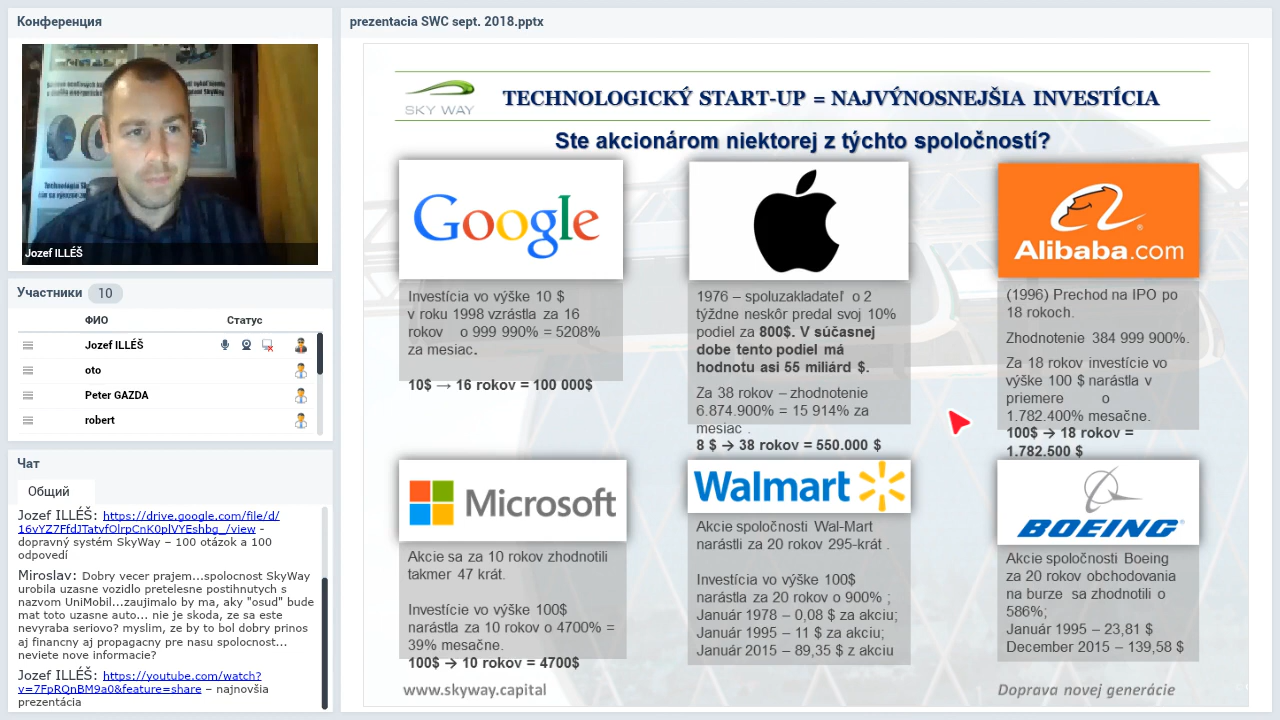 Конференция
Jozef ILLÉŠ
Участники 10
ФИО Статус
Jozef ILLÉŠ
oto
Peter GAZDA
robert
Чат
Общий
Jozef ILLÉŠ: https://drive.google.com/file/d/
16vYZ7FfdJTatvfOlrpCnK0plVYEshbg_/view –
dopravný systém SkyWay – 100 otázok a 100
odpovedí
Miroslav: Dobry vecer prajem...spolocnost SkyWay
urobila uzasne vozidlo pretelesne postihnutych s
nazvom UniMobil...zaujimalo by ma, aky "osud" bude
mat toto uzasne auto... nie je skoda, ze sa este
nevyraba seriovo? myslim, ze by to bol dobry prinos
aj financny aj propagacny pre nasu spolocnost...
neviete nove informacie?
Jozef ILLÉŠ: https://youtube.com/watch?
v=7FpRQnBM9a0&feature=share – najnovšia
prezentácia
prezentacia SWC sept. 2018.pptx
SKY WAY
TECHNOLOGICKÝ START-UP = NAJVÝNOSNEJŠIA INVESTÍCIA
Ste akcionárom niektorej z týchto spoločností?
Google
Investícia vo výške 10 $
v roku 1998 vzrástla za 16
rokov o 999 990% = 5208%
za mesiac.
10$ → 16 rokov = 100 000$
1976 – spoluzakladateľ o 2
týždne neskôr predal svoj 10%
podiel za 800$. V súčasnej
dobe tento podiel má
hodnotu asi 55 miliárd $.
Za 38 rokov – zhodnotenie
6.874.900% = 15 914% za
mesiac .
8 $ → 38 rokov = 550.000 $
Alibaba.com
(1996) Prechod na IPO po
18 rokoch.
Zhodnotenie 384 999 900%.
Za 18 rokov investície vo
výške 100 $ narástla v
priemere o
1.782.400% mesačne.
100$ → 18 rokov =
1.782.500 $
Microsoft
Akcie sa za 10 rokov zhodnotili
takmer 47 krát.
Investície vo výške 100$
narástla za 10 rokov o 4700% =
39% mesačne.
100$ → 10 rokov = 4700$
Walmart
Akcie spoločnosti Wal-Mart
narástli za 20 rokov 295-krát .
Investícia vo výške 100$
narástla za 20 rokov o 900% ;
Január 1978 – 0,08 $ za akciu;
Január 1995 – 11 $ za akciu;
Január 2015 – 89,35 $ z akciu
BOEING
Akcie spoločnosti Boeing
za 20 rokov obchodovania
na burze sa zhodnotili o
586%;
Január 1995 – 23,81 $
December 2015 – 139,58 $
www.skyway.capital
Doprava novej generácie